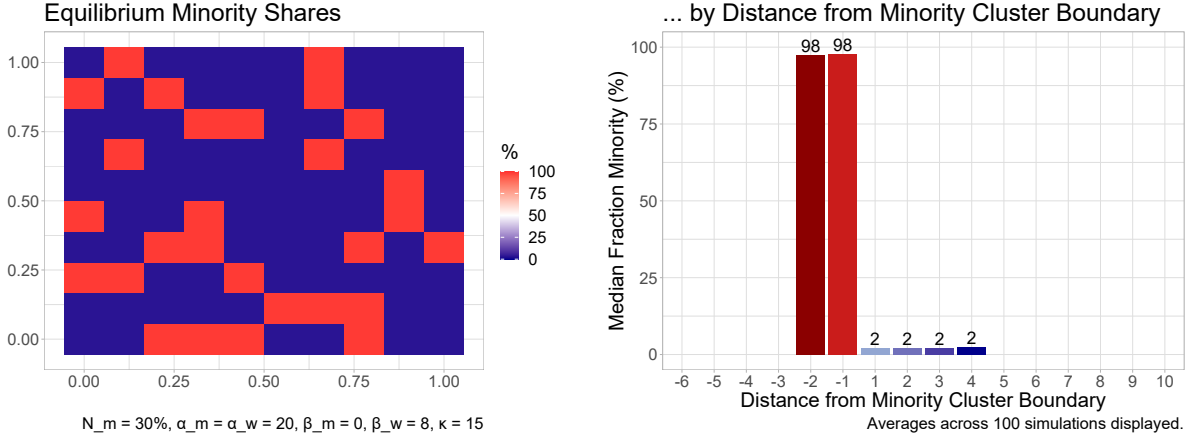 Equilibrium Minority Shares
1.00
0.75
0.50
0.25
0.00
0.00 0.25 0.50 0.75 1.00
%
100
75
50
25
0
N_m = 30%, α_m = α_w = 20, β_m = 0, β_w = 8, κ = 15
... by Distance from Minority Cluster Boundary
Median Fraction Minority (%)
100
75
50
25
0
98 98 2 2 2 2
-6 -5 -4 -3 -2 -1 1 2 3 4 5 6 7 8 9 10
Distance from Minority Cluster Boundary
Averages across 100 simulations displayed.